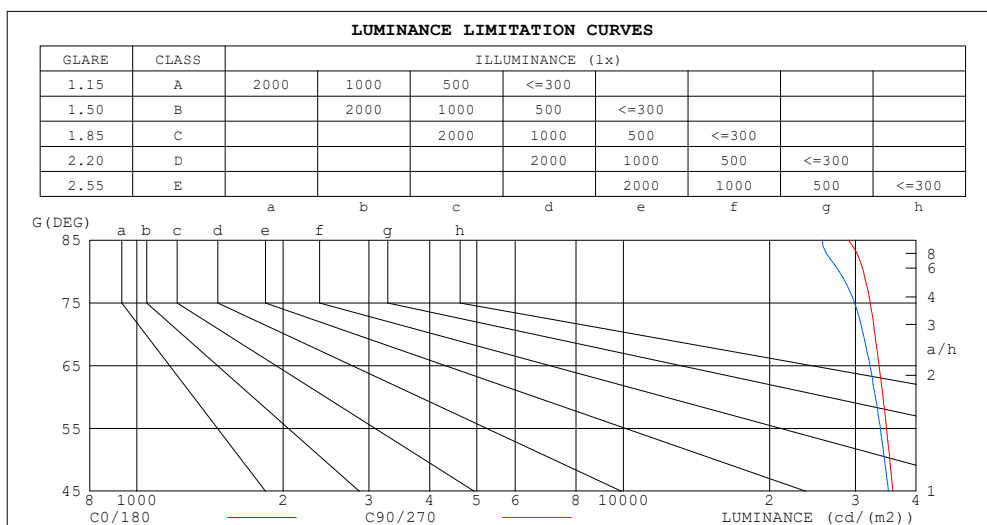 LUMINANCE LIMITATION CURVES
GLARE CLASS ILLUMINANCE (lx)
1.15 A 2000 1000 500 <=300
1.50 B 2000 1000 500 <=300
1.85 C 2000 1000 500 <=300
2.20 D 2000 1000 500 <=300
2.55 E 2000 1000 500 <=300
a b c d e f g h
G(DEG)
a b c d e f g h
85
8
6
75
4
3
a/h
65
2
55
45
1
8 1000 2 3 4 5 6 8 10000 2 3 4
C0/180 C90/270 LUMINANCE (cd/(m2))